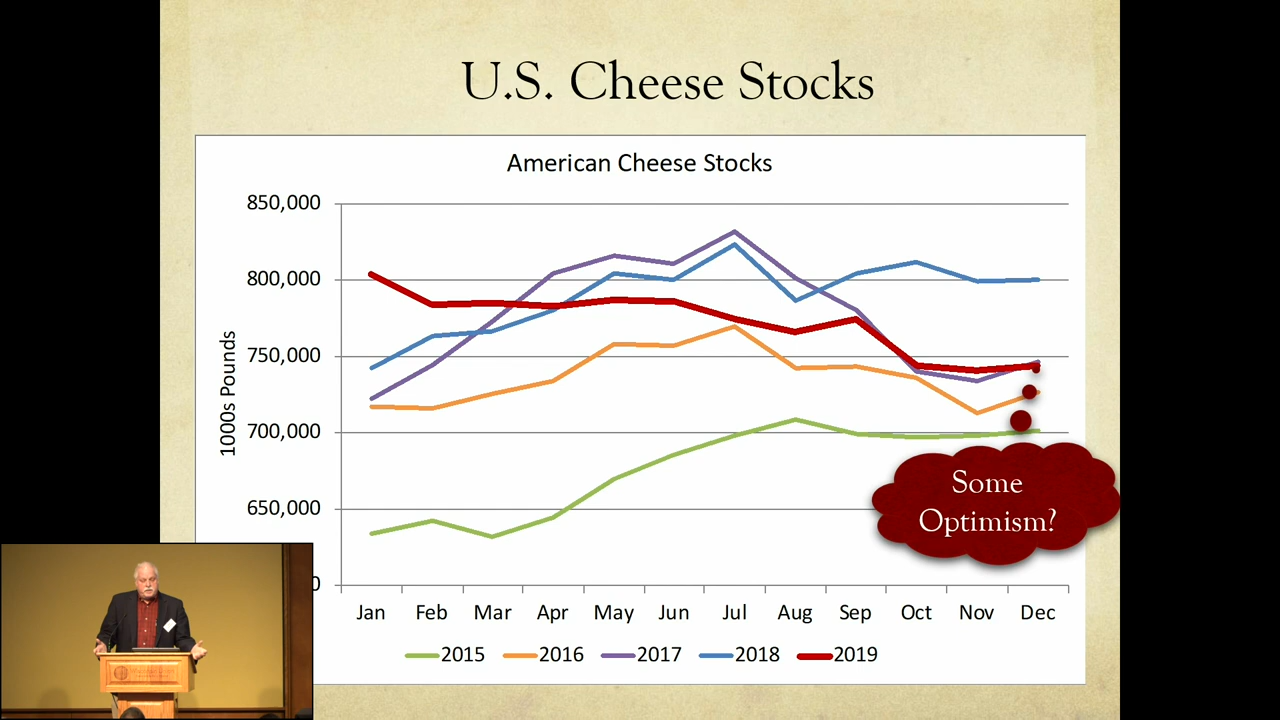 U.S. Cheese Stocks
American Cheese Stocks
850,000
800,000
750,000
700,000
650,000
0
1000s Pounds
Jan Feb Mar Apr May Jun Jul Aug Sep Oct Nov Dec
2015 2016 2017 2018 2019
Some
Optimism?